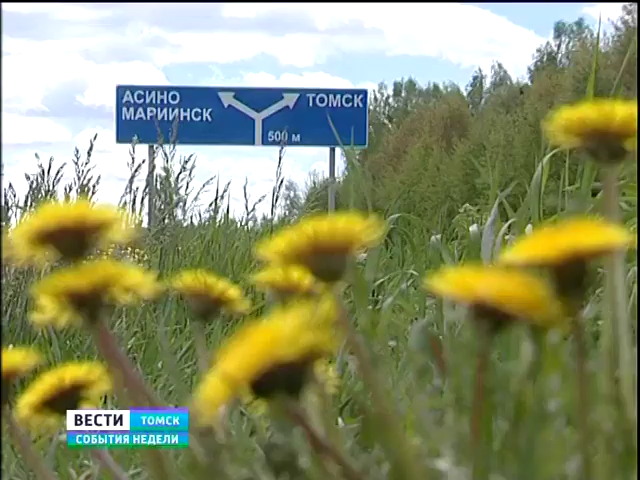 АСИНО
МАРИИНСК
ТОМСК
500 м
ВЕСТИ ТОМСК
СОБЫТИЯ НЕДЕЛИ